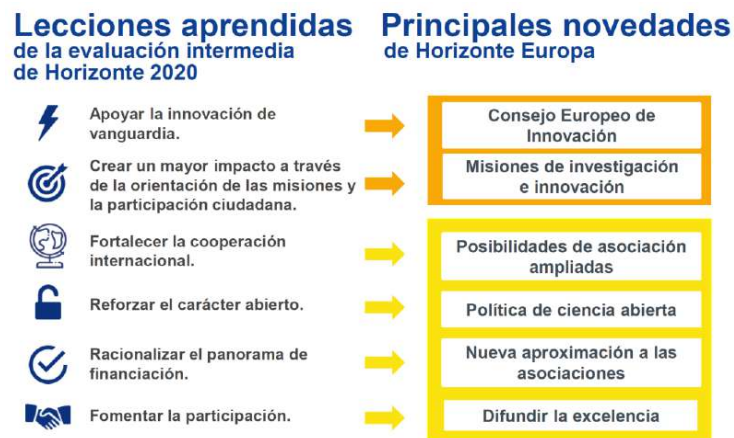 Lecciones aprendidas
de la evaluación intermedia
de Horizonte 2020
Principales novedades
de Horizonte Europa
Apoyar la innovación de
vanguardia.
Consejo Europeo de
Innovación
Crear un mayor impacto a través
de la orientación de las misiones y
la participación ciudadana.
Misiones de investigación
e innovación
Fortalecer la cooperación
internacional.
Posibilidades de asociación
ampliadas
Reforzar el carácter abierto.
Política de ciencia abierta
Racionalizar el panorama de
financiación.
Nueva aproximación a las
asociaciones
Fomentar la participación.
Difundir la excelencia